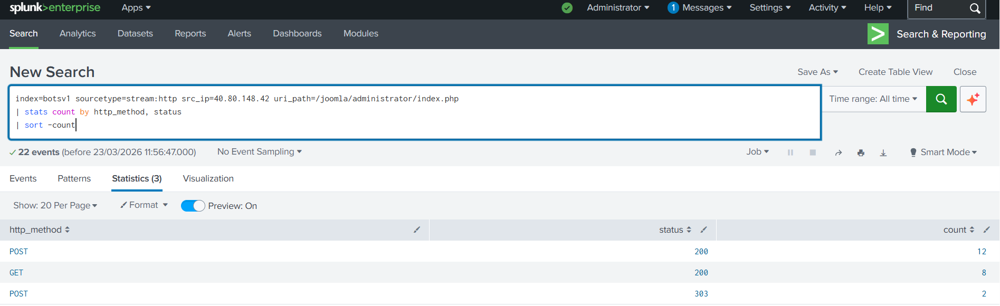 splunk>enterprise Apps Administrator 1 Messages Settings Activity Help Find
Search Analytics Datasets Reports Alerts Dashboards Modules > Search & Reporting
New Search Save As Create Table View Close
index=botsv1 sourcetype=stream:http src_ip=40.80.148.42 uri_path=/joomla/administrator/index.php
| stats count by http_method, status
| sort -count
Time range: All time
22 events (before 23/03/2026 11:56:47.000) No Event Sampling Job Smart Mode
Events Patterns Statistics (3) Visualization
Show: 20 Per Page Format Preview: On
http_method status count
POST 200 12
GET 200 8
POST 303 2